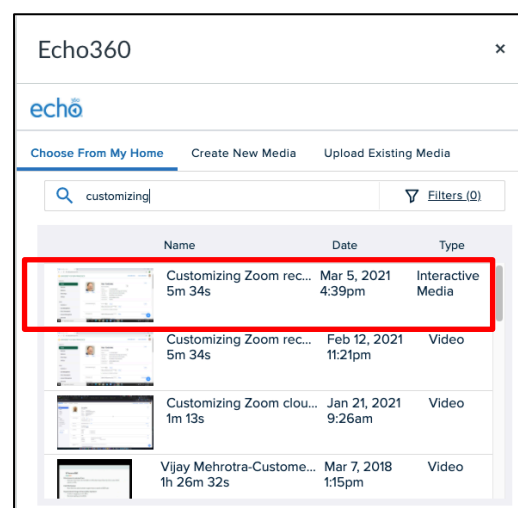 Echo360
×
echo360
Choose From My Home Create New Media Upload Existing Media
customizing Filters (0)
Name Date Type
Customizing Zoom rec... Mar 5, 2021 Interactive
5m 34s 4:39pm Media
Customizing Zoom rec... Feb 12, 2021 Video
5m 34s 11:21pm
Customizing Zoom clou... Jan 21, 2021 Video
1m 13s 9:26am
Vijay Mehrotra-Custome... Mar 7, 2018 Video
1h 26m 32s 1:15pm